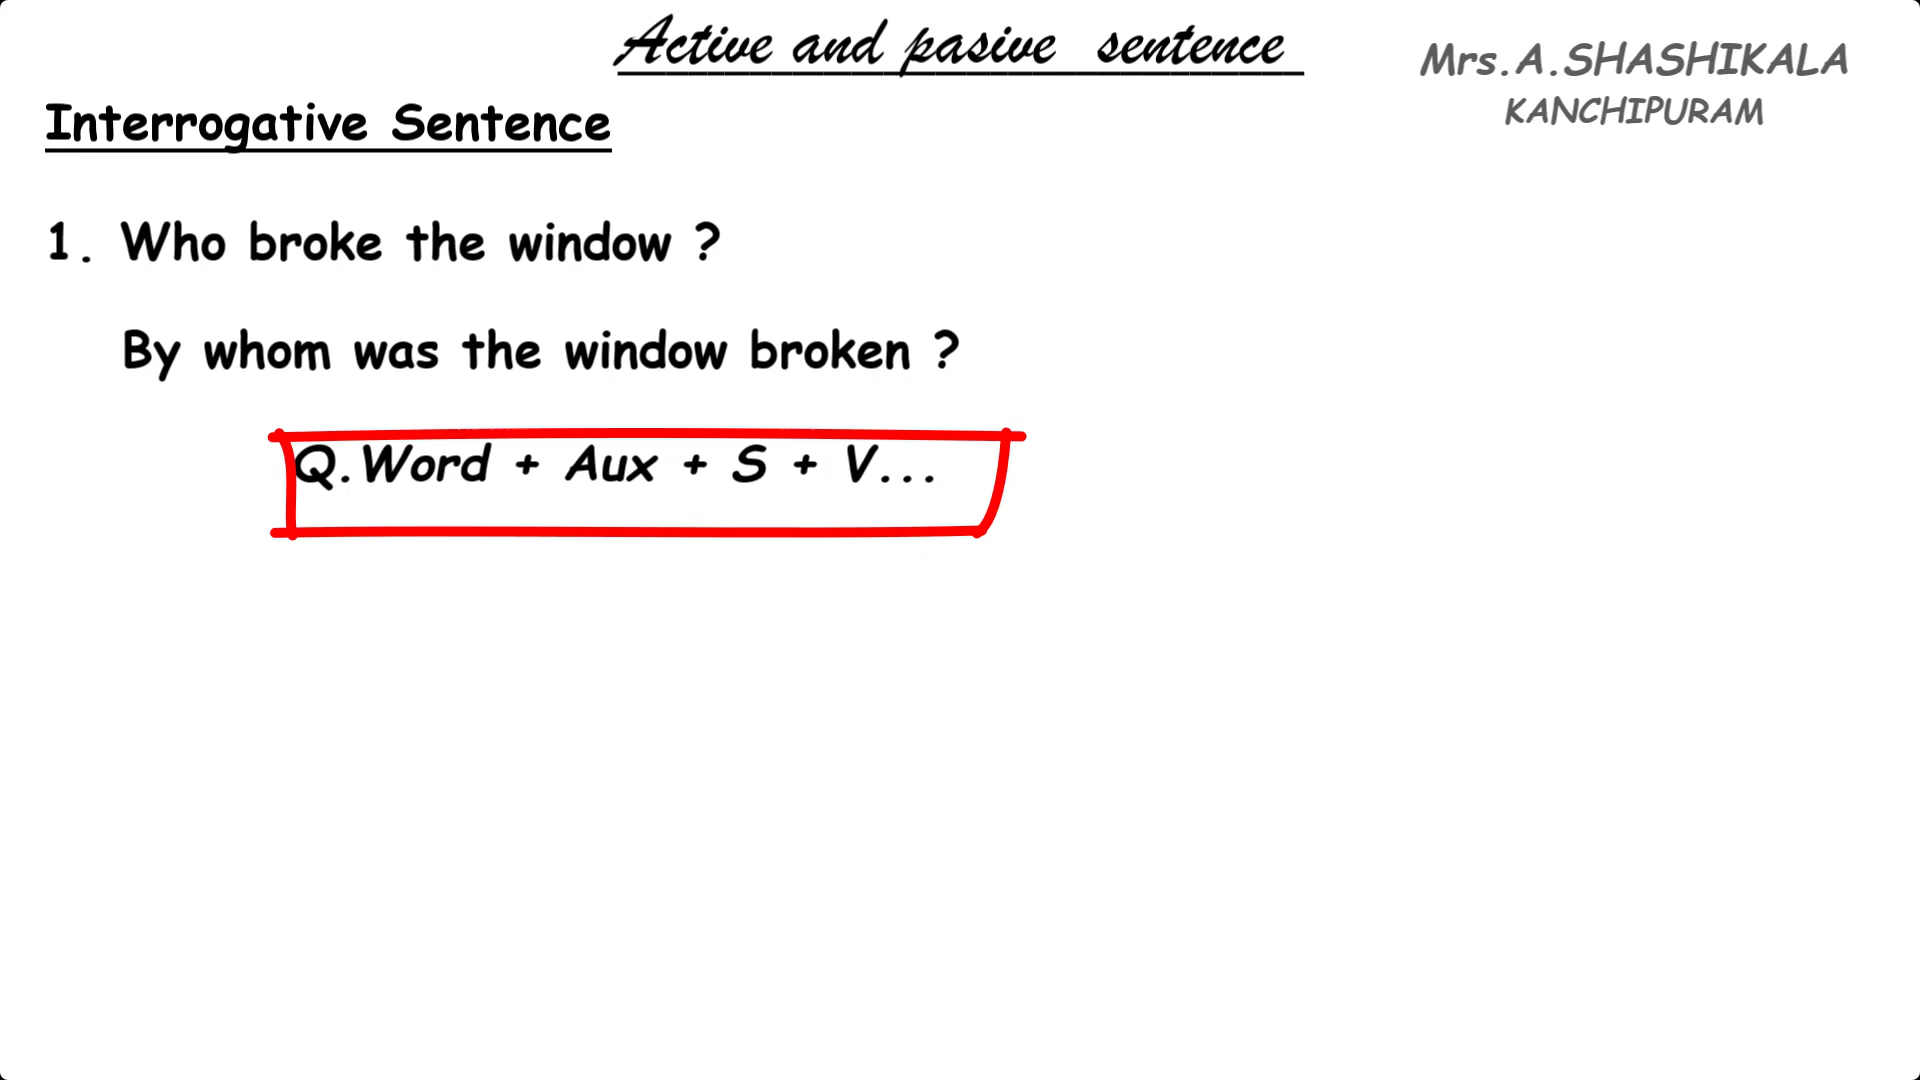 Active and pasive sentence
Mrs.A.SHASHIKALA
KANCHIPURAM
Interrogative Sentence
1. Who broke the window ?
By whom was the window broken ?
Q.Word + Aux + S + V...